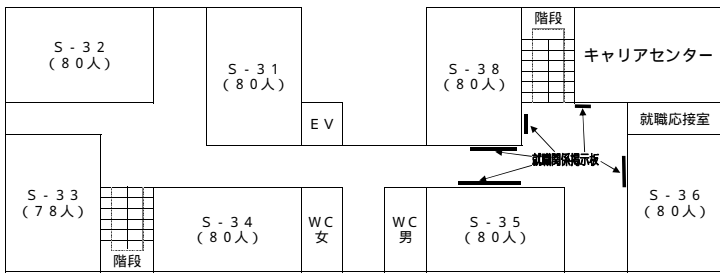 階段
S-32
(80人)
S-31
(80人)
S-38
(80人)
キャリアセンター
EV
就職応接室
就職関係掲示板
S-33
(78人)
S-34
(80人)
WC
女
WC
男
S-35
(80人)
S-36
(80人)
階段